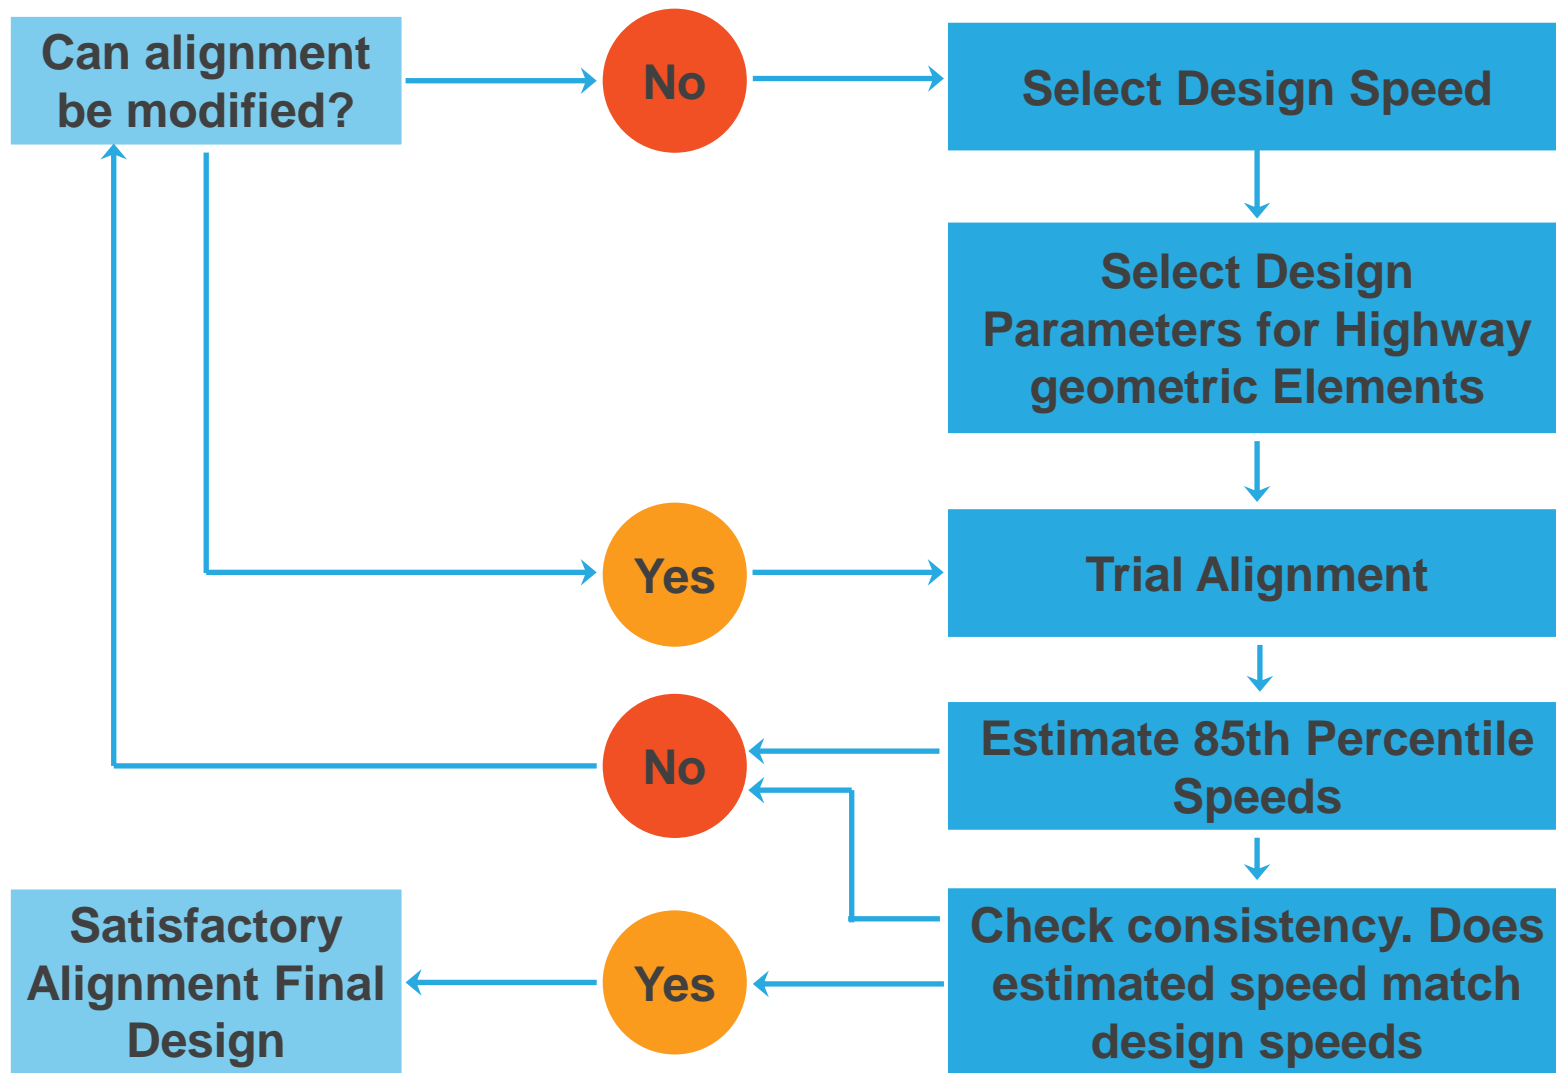 Can alignment
be modified?
No
Select Design Speed
Select Design
Parameters for Highway
geometric Elements
Yes
Trial Alignment
No
Estimate 85th Percentile
Speeds
Satisfactory
Alignment Final
Design
Yes
Check consistency. Does
estimated speed match
design speeds